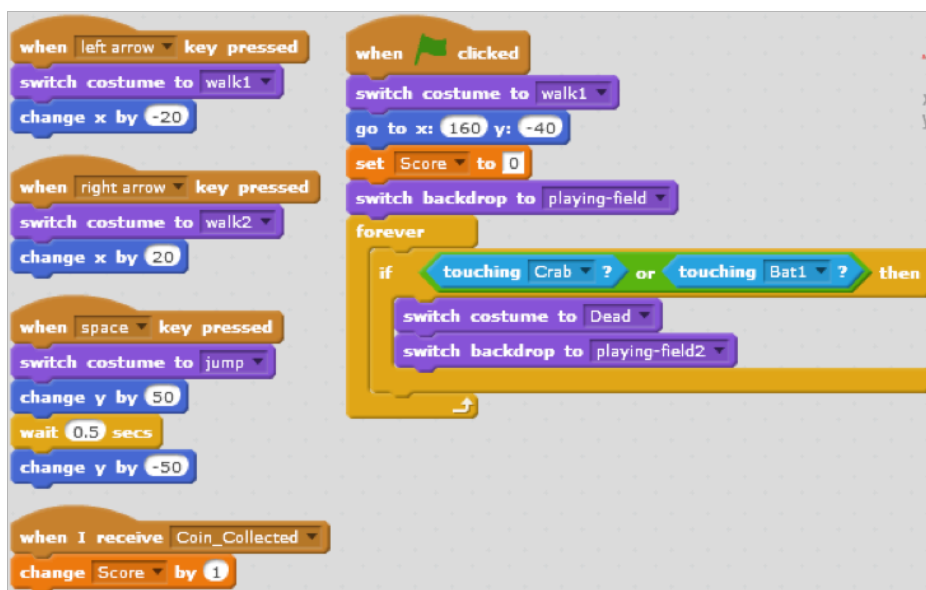 when left arrow key pressed
switch costume to walk1
change x by -20
when right arrow key pressed
switch costume to walk2
change x by 20
when space key pressed
switch costume to jump
change y by 50
wait 0.5 secs
change y by -50
when I receive Coin_Collected
change Score by 1
when clicked
switch costume to walk1
go to x: 160 y: -40
set Score to 0
switch backdrop to playing-field
forever
if touching Crab ? or touching Bat1 ? then
switch costume to Dead
switch backdrop to playing-field2